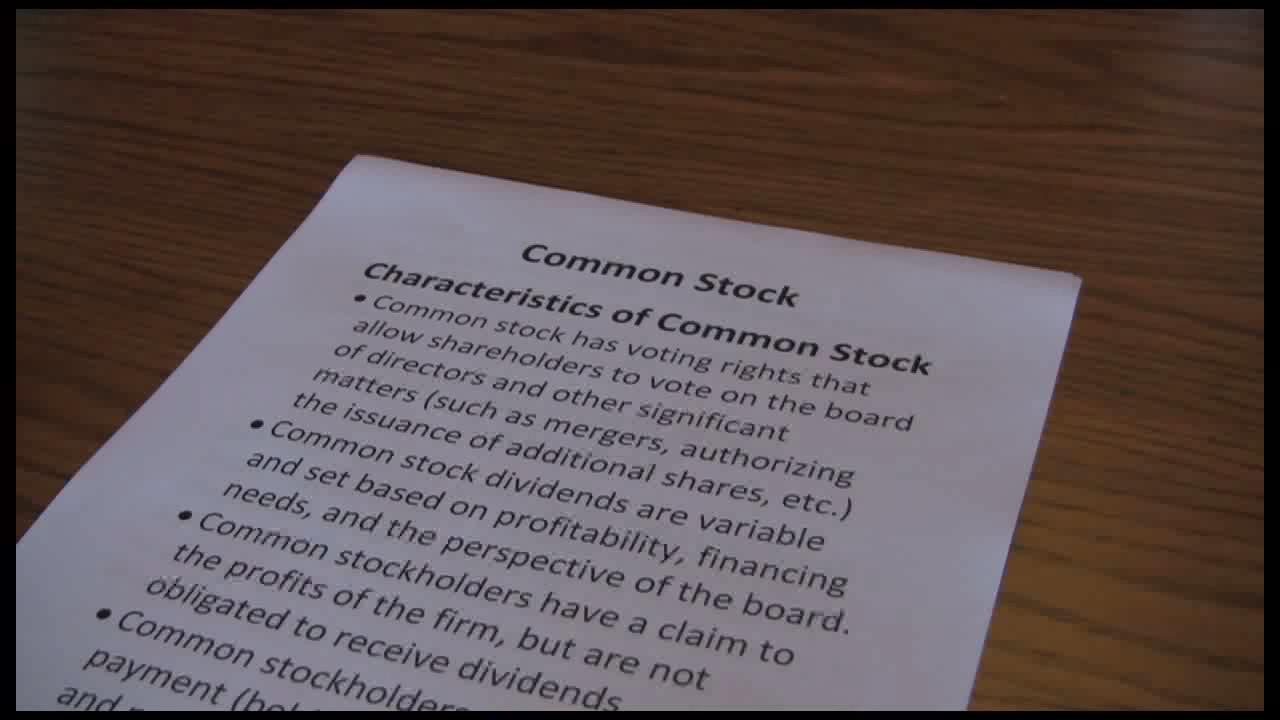 Common Stock
Characteristics of Common Stock
• Common stock has voting rights that
allow shareholders to vote on the board
of directors and other significant
matters (such as mergers, authorizing
the issuance of additional shares, etc.)
• Common stock dividends are variable
and set based on profitability, financing
needs, and the perspective of the board.
• Common stockholders have a claim to
the profits of the firm, but are not
obligated to receive dividends
• Common stockholders
payment
and